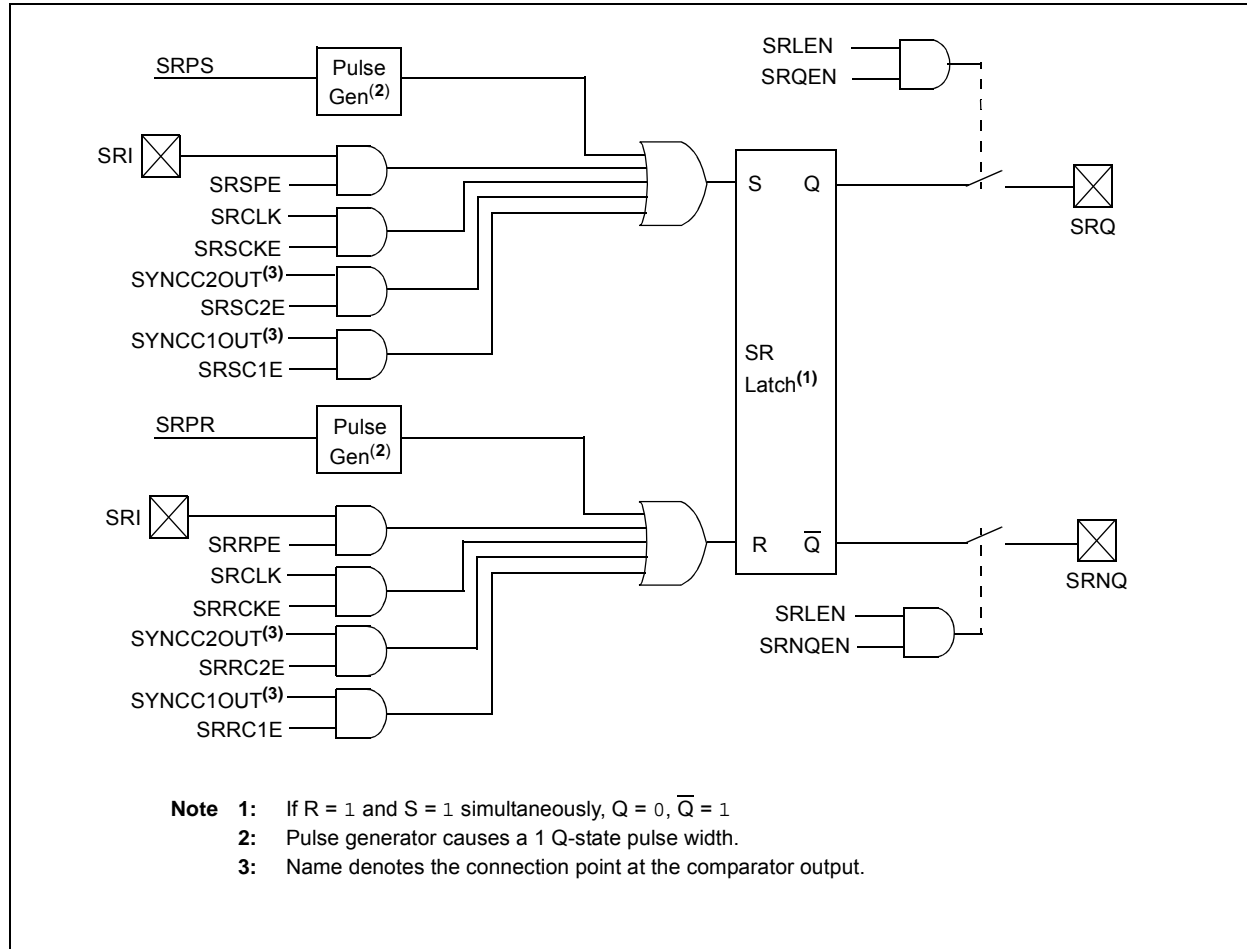 SRPS
Pulse
Gen(2)
SRI
SRSPE
SRCLK
SRSCKE
SYNCC2OUT(3)
SRSC2E
SYNCC1OUT(3)
SRSC1E
SRPR
Pulse
Gen(2)
SRI
SRRPE
SRCLK
SRRCKE
SYNCC2OUT(3)
SRRC2E
SYNCC1OUT(3)
SRRC1E
S Q
SR
Latch(1)
R Q̅
SRLEN
SRQEN
SRQ
SRNQ
SRLEN
SRNQEN
Note 1: If R = 1 and S = 1 simultaneously, Q = 0, Q̅ = 1
2: Pulse generator causes a 1 Q-state pulse width.
3: Name denotes the connection point at the comparator output.